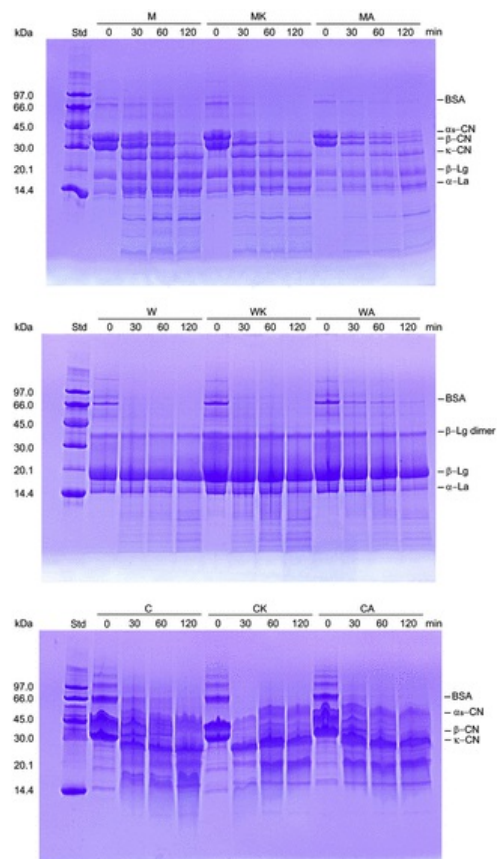 M MK MA
kDa Std 0 30 60 120 0 30 60 120 0 30 60 120 min
97.0
66.0
45.0
30.0
20.1
14.4
BSA
αs-CN
β-CN
κ-CN
β-Lg
α-La
W WK WA
kDa Std 0 30 60 120 0 30 60 120 0 30 60 120 min
97.0
66.0
45.0
30.0
20.1
14.4
BSA
β-Lg dimer
β-Lg
α-La
C CK CA
kDa Std 0 30 60 120 0 30 60 120 0 30 60 120 min
97.0
66.0
45.0
30.0
20.1
14.4
BSA
αs-CN
β-CN
κ-CN